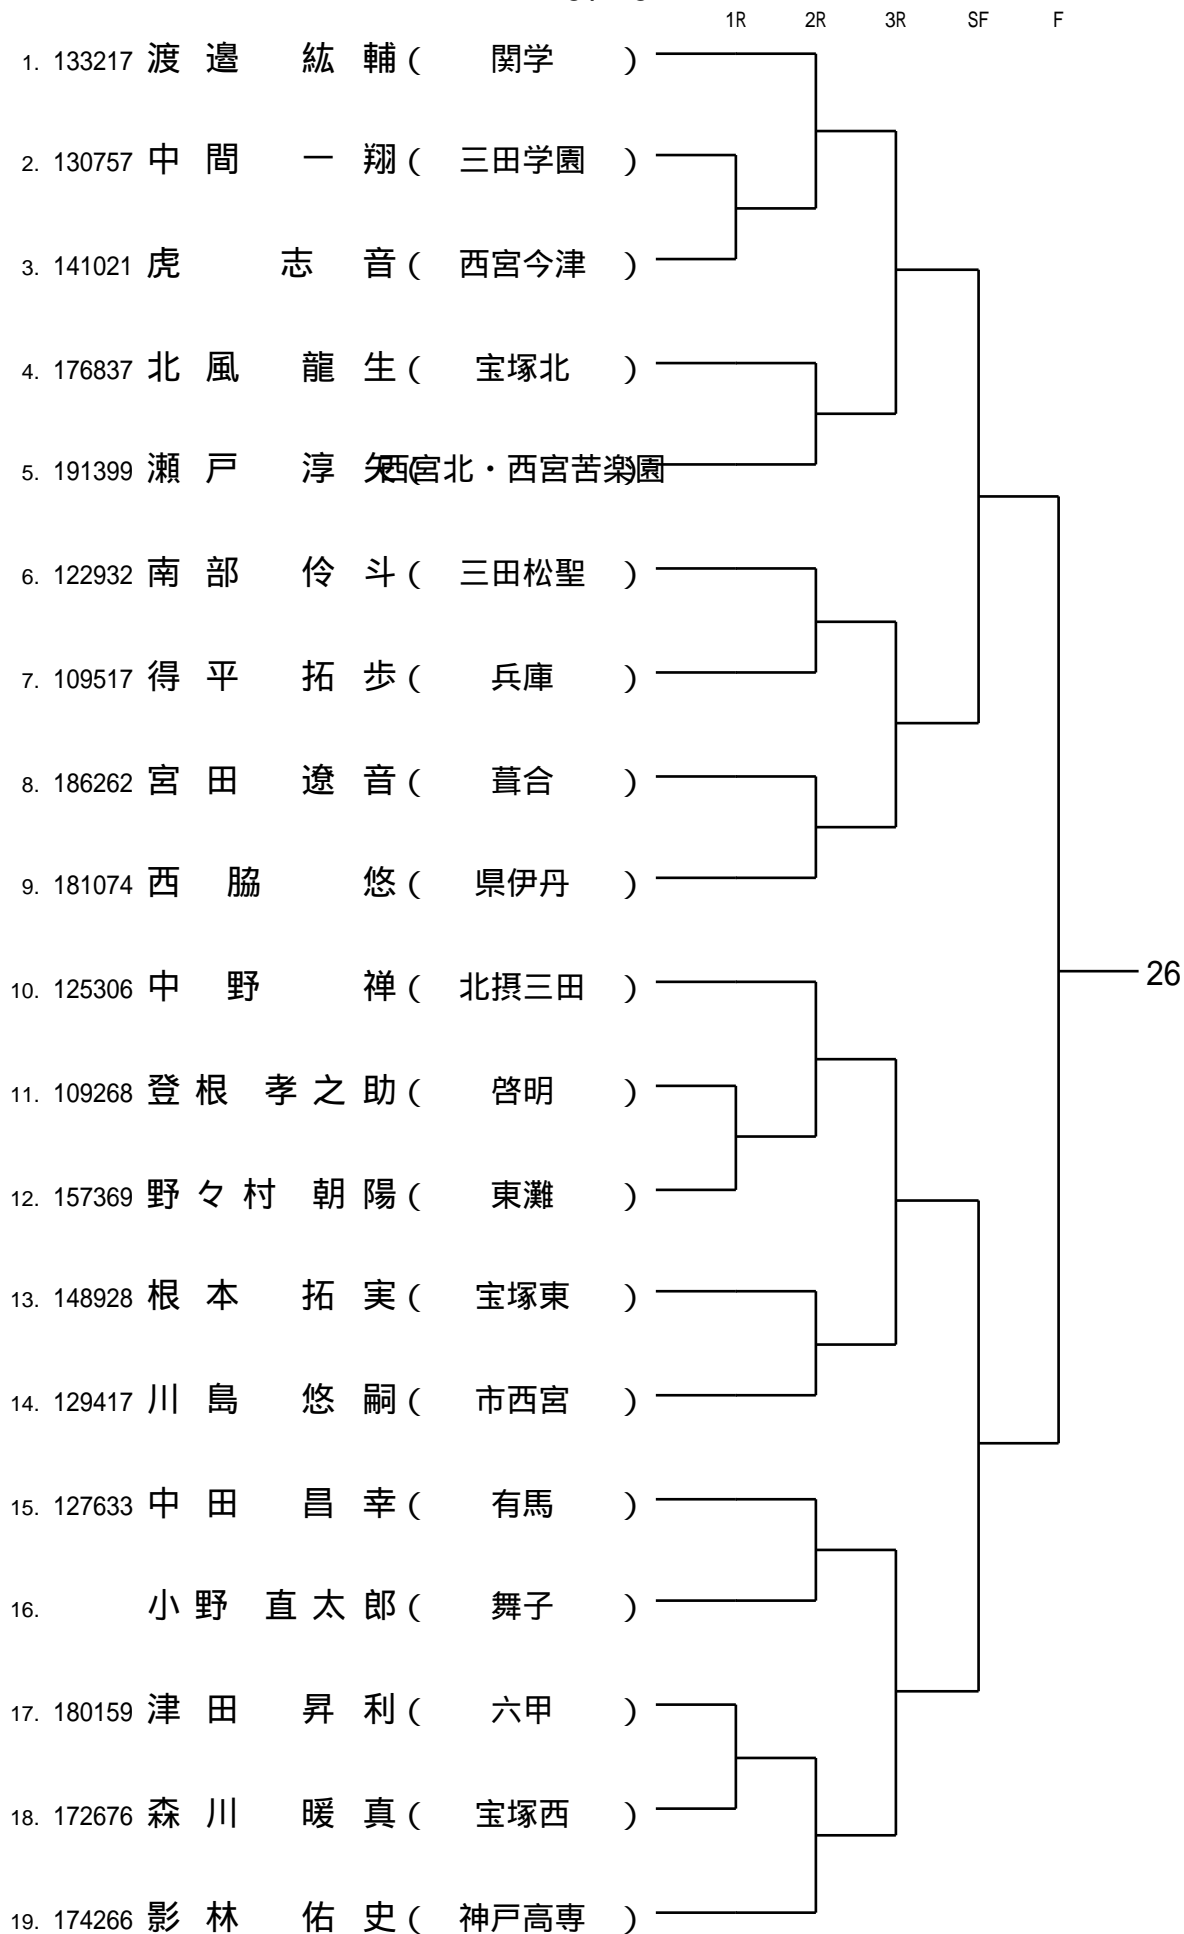 1R 2R 3R SF F
1. 133217 渡邉 紘輔 ( 関学 )
2. 130757 中間 一翔 ( 三田学園 )
3. 141021 虎 志音 ( 西宮今津 )
4. 176837 北風 龍生 ( 宝塚北 )
5. 191399 瀬戸 淳矢 ( 西宮北・西宮苦楽園 )
6. 122932 南部 伶斗 ( 三田松聖 )
7. 109517 得平 拓歩 ( 兵庫 )
8. 186262 宮田 遼音 ( 葺合 )
9. 181074 西脇 悠 ( 県伊丹 )
10. 125306 中野 禅 ( 北摂三田 )
26
11. 109268 登根 孝之助 ( 啓明 )
12. 157369 野々村 朝陽 ( 東灘 )
13. 148928 根本 拓実 ( 宝塚東 )
14. 129417 川島 悠嗣 ( 市西宮 )
15. 127633 中田 昌幸 ( 有馬 )
16. 小野 直太郎 ( 舞子 )
17. 180159 津田 昇利 ( 六甲 )
18. 172676 森川 暖真 ( 宝塚西 )
19. 174266 影林 佑史 ( 神戸高専 )